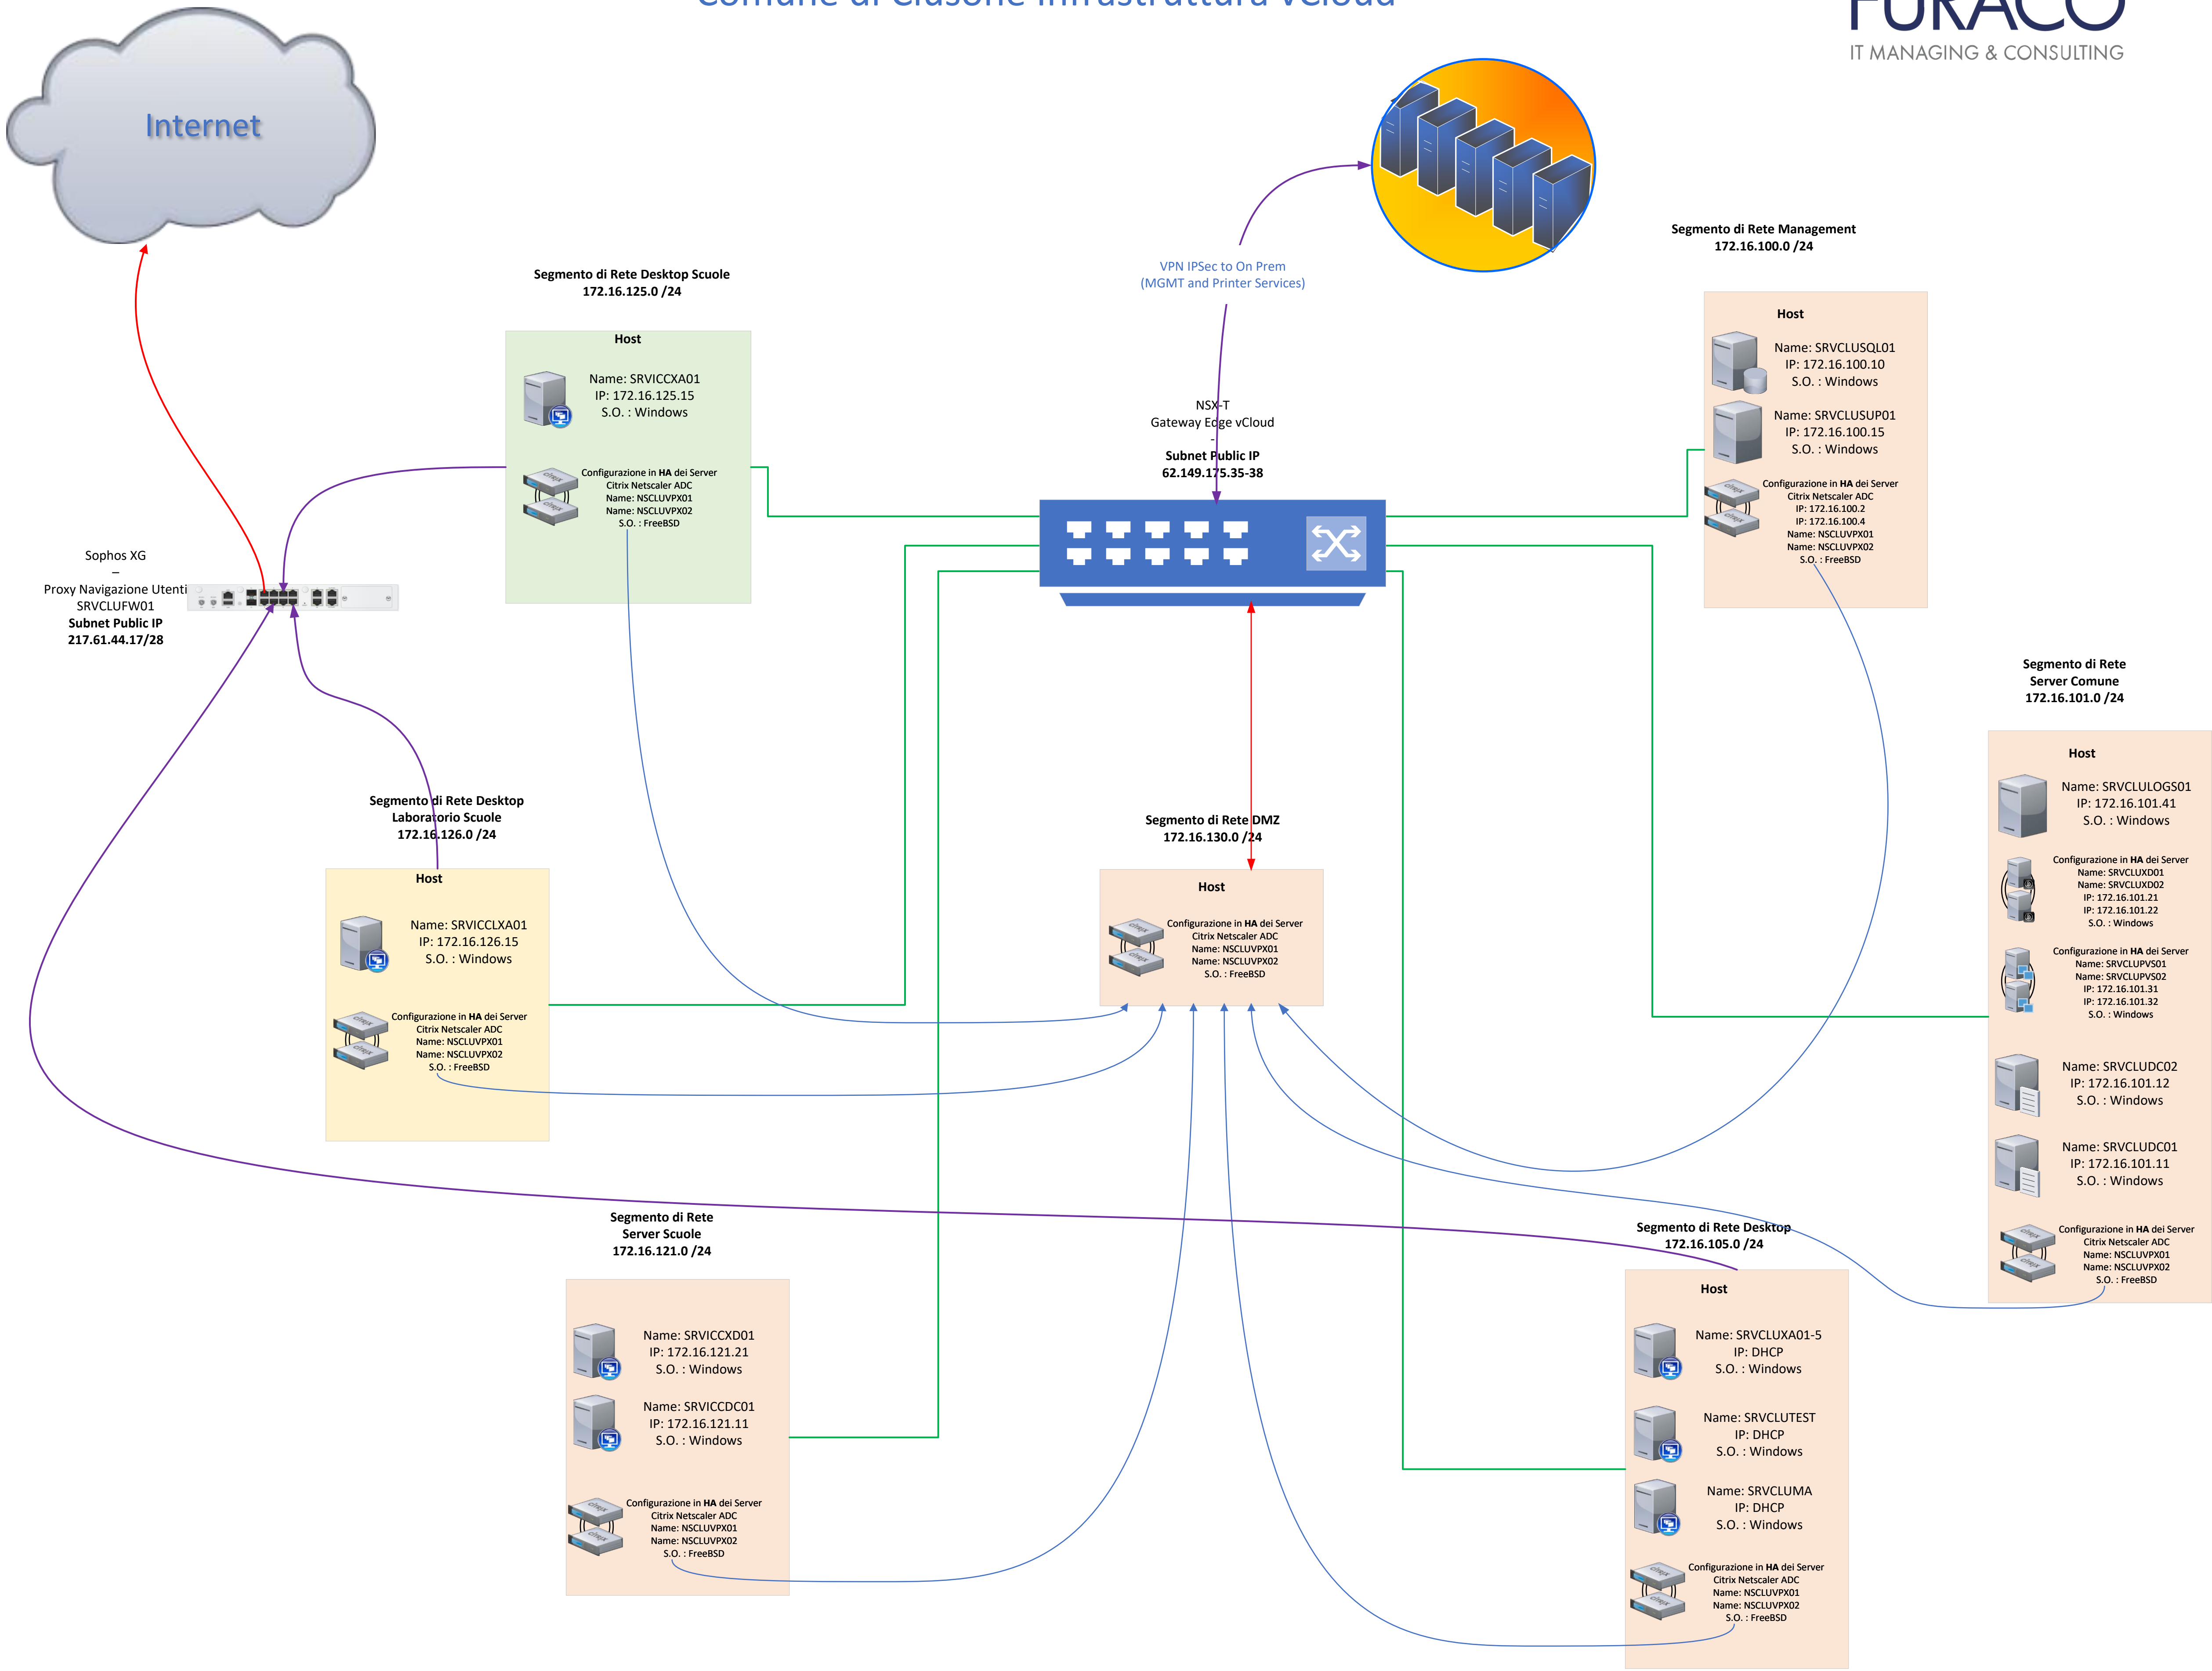 Comune di Clusone Infrastruttura vCloud
FURACO
IT MANAGING & CONSULTING
Internet
Segmento di Rete Management
172.16.100.0 /24
Segmento di Rete Desktop Scuole
172.16.125.0 /24
VPN IPSec to On Prem
(MGMT and Printer Services)
Host
Name: SRVCLUSQL01
IP: 172.16.100.10
S.O. : Windows
Name: SRVCLUSUP01
IP: 172.16.100.15
S.O. : Windows
Configurazione in HA dei Server
Citrix Netscaler ADC
IP: 172.16.100.2
IP: 172.16.100.4
Name: NSCLUVPX01
Name: NSCLUVPX02
S.O. : FreeBSD
Host
Name: SRVICCXA01
IP: 172.16.125.15
S.O. : Windows
Configurazione in HA dei Server
Citrix Netscaler ADC
Name: NSCLUVPX01
Name: NSCLUVPX02
S.O. : FreeBSD
NSX-T
Gateway Edge vCloud
-
Subnet Public IP
62.149.175.35-38
Sophos XG
–
Proxy Navigazione Utenti
SRVCLUFW01
Subnet Public IP
217.61.44.17/28
Segmento di Rete
Server Comune
172.16.101.0 /24
Host
Name: SRVCLULOGS01
IP: 172.16.101.41
S.O. : Windows
Configurazione in HA dei Server
Name: SRVCLUXD01
Name: SRVCLUXD02
IP: 172.16.101.21
IP: 172.16.101.22
S.O. : Windows
Configurazione in HA dei Server
Name: SRVCLUPVS01
Name: SRVCLUPVS02
IP: 172.16.101.31
IP: 172.16.101.32
S.O. : Windows
Name: SRVCLUDC02
IP: 172.16.101.12
S.O. : Windows
Name: SRVCLUDC01
IP: 172.16.101.11
S.O. : Windows
Configurazione in HA dei Server
Citrix Netscaler ADC
Name: NSCLUVPX01
Name: NSCLUVPX02
S.O. : FreeBSD
Segmento di Rete Desktop
Laboratorio Scuole
172.16.126.0 /24
Host
Name: SRVICCLXA01
IP: 172.16.126.15
S.O. : Windows
Configurazione in HA dei Server
Citrix Netscaler ADC
Name: NSCLUVPX01
Name: NSCLUVPX02
S.O. : FreeBSD
Segmento di Rete DMZ
172.16.130.0 /24
Host
Configurazione in HA dei Server
Citrix Netscaler ADC
Name: NSCLUVPX01
Name: NSCLUVPX02
S.O. : FreeBSD
Segmento di Rete
Server Scuole
172.16.121.0 /24
Name: SRVICCXD01
IP: 172.16.121.21
S.O. : Windows
Name: SRVICCDC01
IP: 172.16.121.11
S.O. : Windows
Configurazione in HA dei Server
Citrix Netscaler ADC
Name: NSCLUVPX01
Name: NSCLUVPX02
S.O. : FreeBSD
Segmento di Rete Desktop
172.16.105.0 /24
Host
Name: SRVCLUXA01-5
IP: DHCP
S.O. : Windows
Name: SRVCLUTEST
IP: DHCP
S.O. : Windows
Name: SRVCLUMA
IP: DHCP
S.O. : Windows
Configurazione in HA dei Server
Citrix Netscaler ADC
Name: NSCLUVPX01
Name: NSCLUVPX02
S.O. : FreeBSD